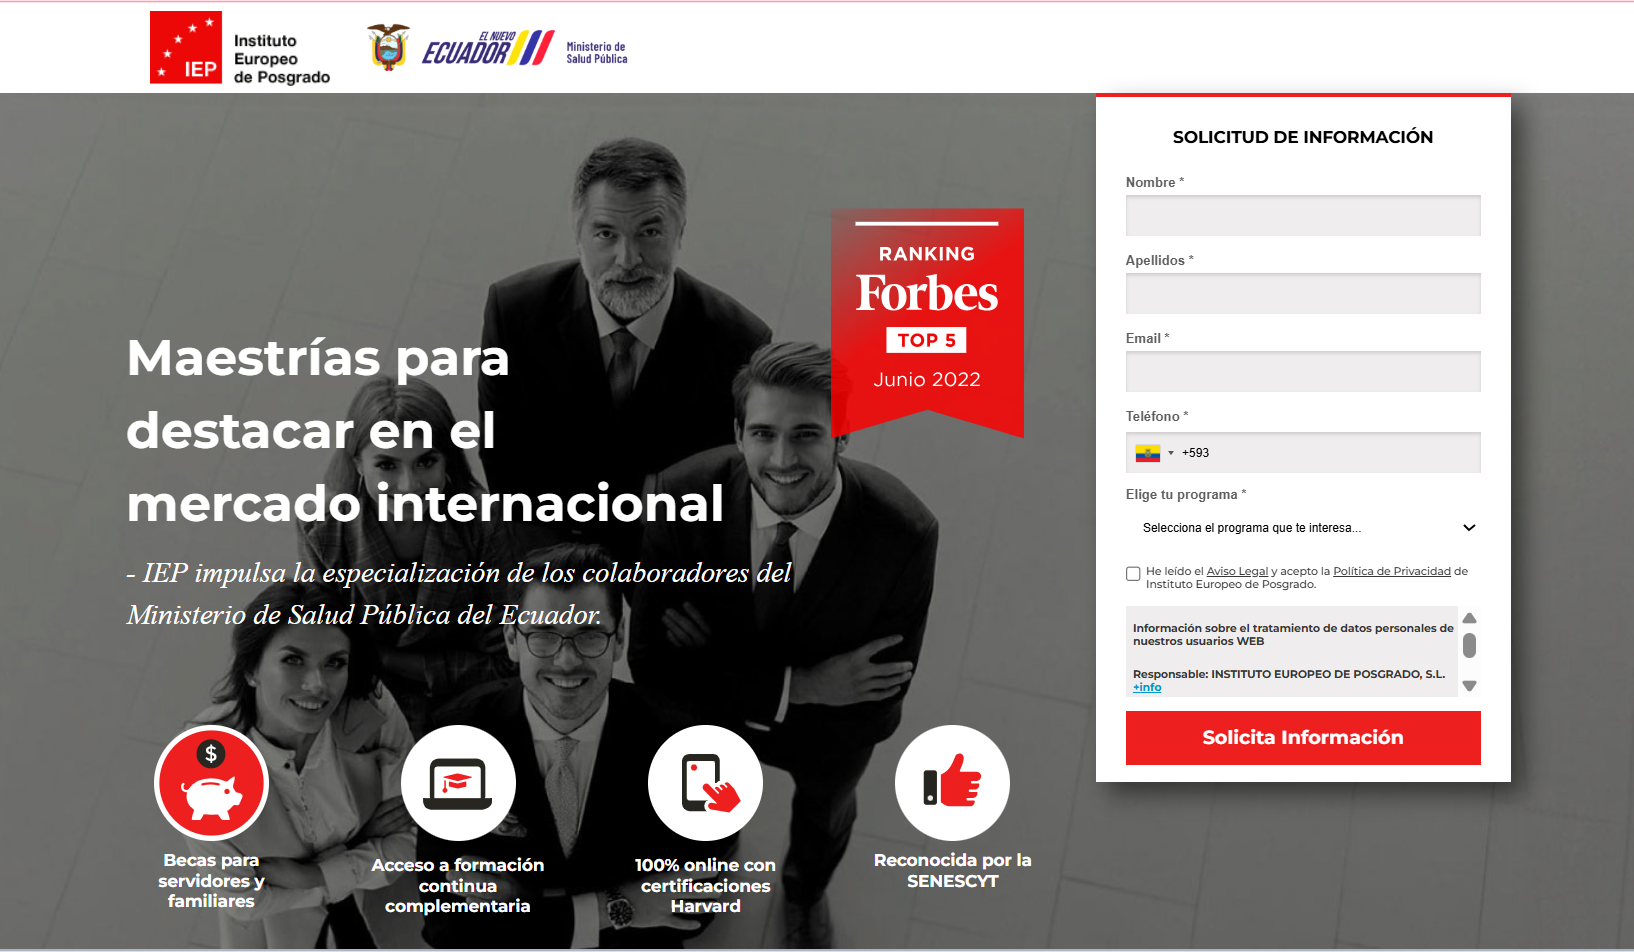 IEP
Instituto
Europeo
de Posgrado
EL NUEVO
ECUADOR
Ministerio de
Salud Pública
Maestrías para
destacar en el
mercado internacional
- IEP impulsa la especialización de los colaboradores del
Ministerio de Salud Pública del Ecuador.
RANKING
Forbes
TOP 5
Junio 2022
$
Becas para
servidores y
familiares
Acceso a formación
continua
complementaria
100% online con
certificaciones
Harvard
Reconocida por la
SENESCYT
SOLICITUD DE INFORMACIÓN
Nombre *
Apellidos *
Email *
Teléfono *
+593
Elige tu programa *
Selecciona el programa que te interesa...
He leído el Aviso Legal y acepto la Política de Privacidad de
Instituto Europeo de Posgrado.
Información sobre el tratamiento de datos personales de
nuestros usuarios WEB
Responsable: INSTITUTO EUROPEO DE POSGRADO, S.L.
+info
Solicita Información